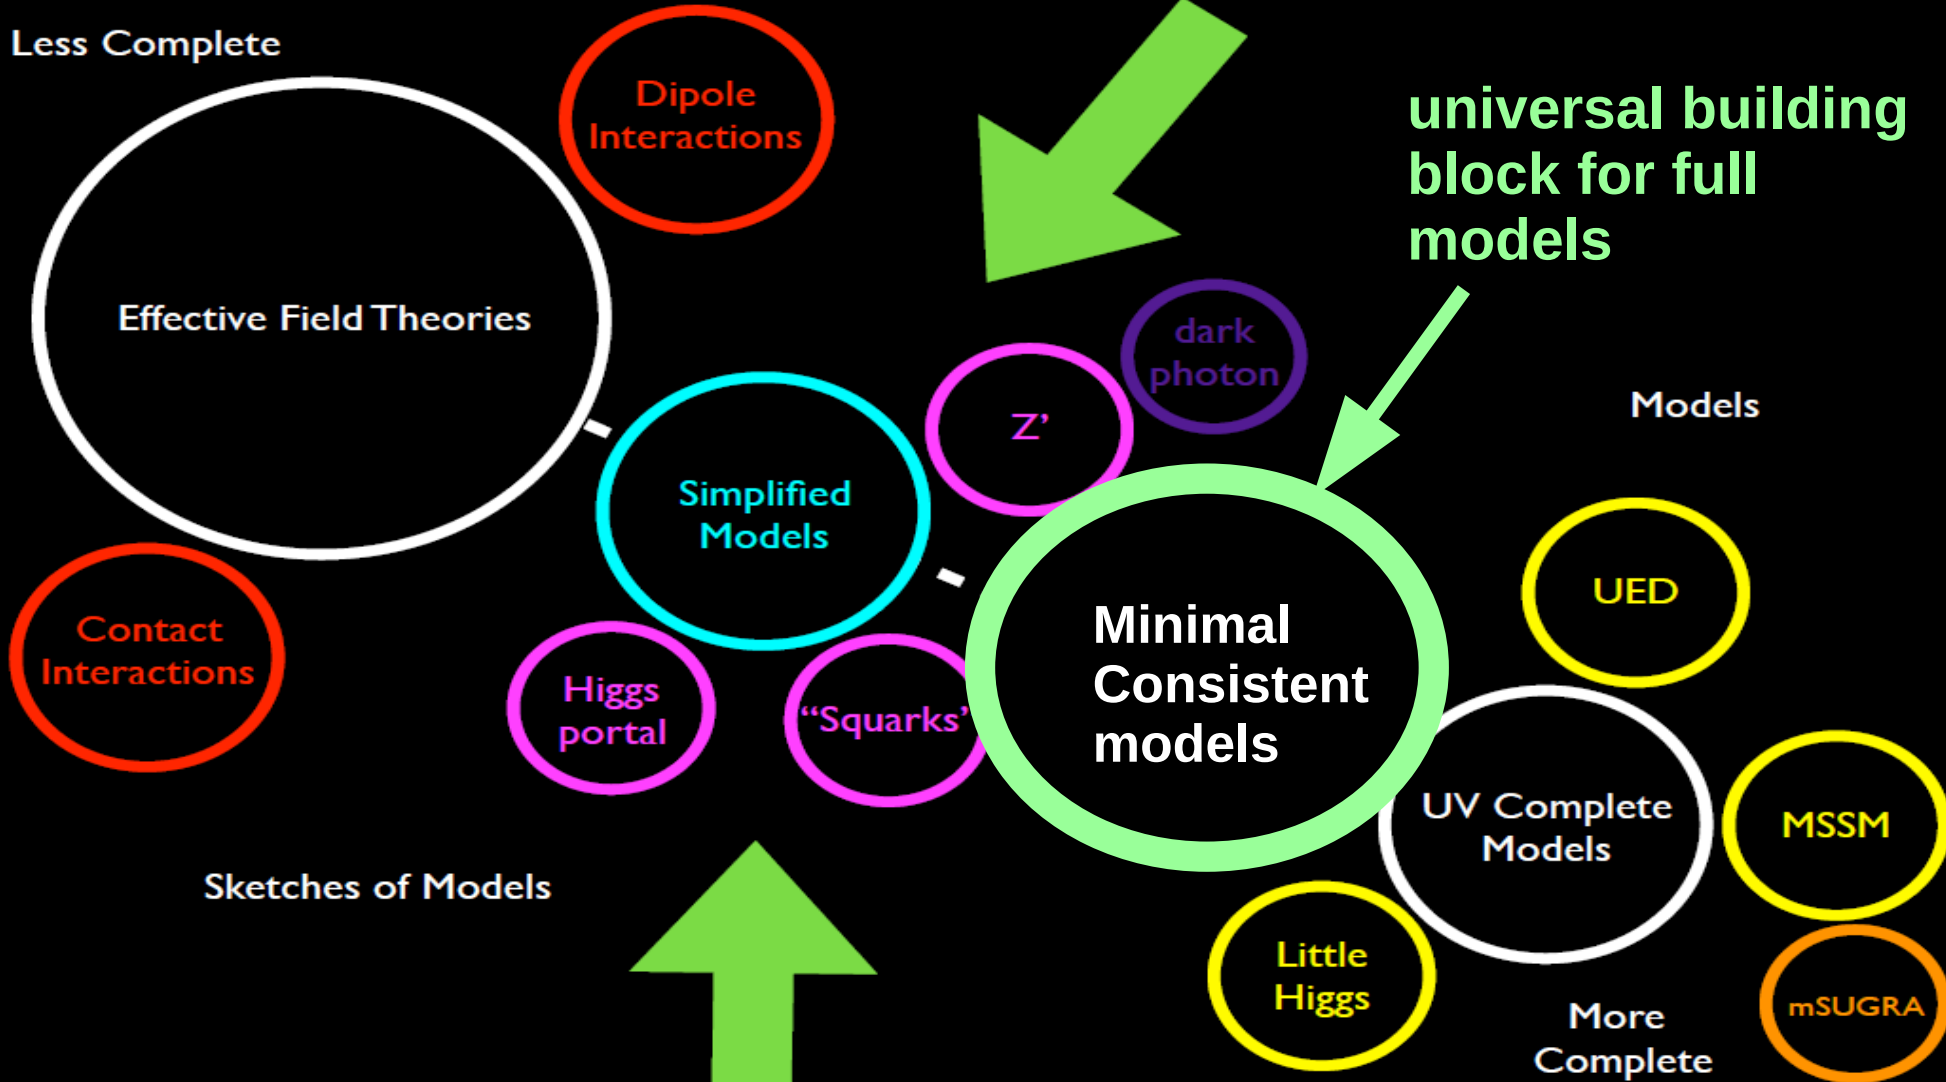 Less Complete
Dipole
Interactions
universal building
block for full
models
Effective Field Theories
dark
photon
Models
Z’
Simplified
Models
UED
Minimal
Consistent
models
Contact
Interactions
Higgs
portal
“Squarks’
UV Complete
Models
MSSM
Sketches of Models
Little
Higgs
mSUGRA
More
Complete